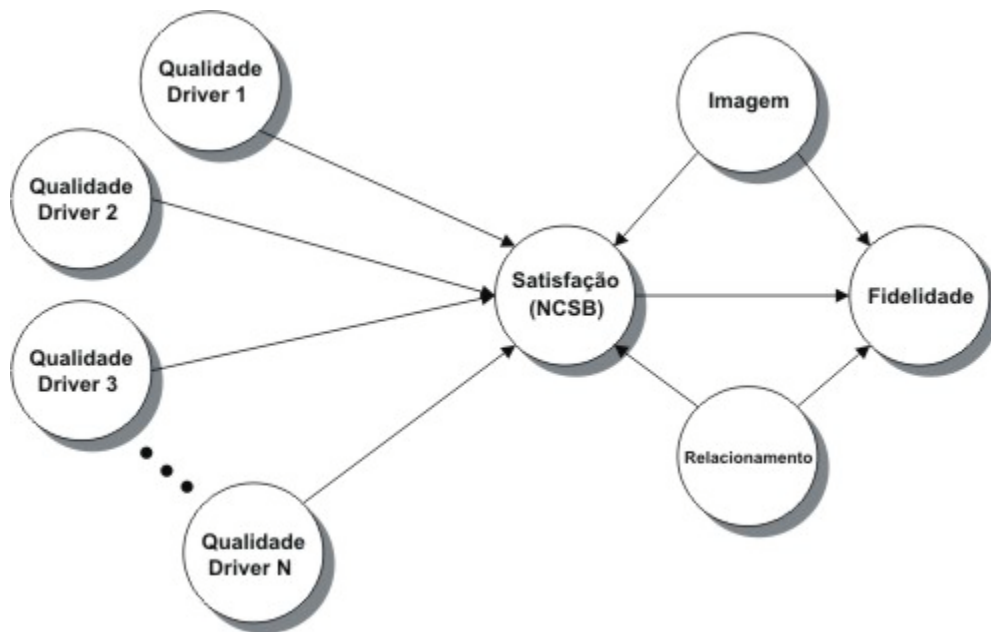 Qualidade
Driver 1
Qualidade
Driver 2
Qualidade
Driver 3
Qualidade
Driver N
Satisfação
(NCSB)
Imagem
Fidelidade
Relacionamento